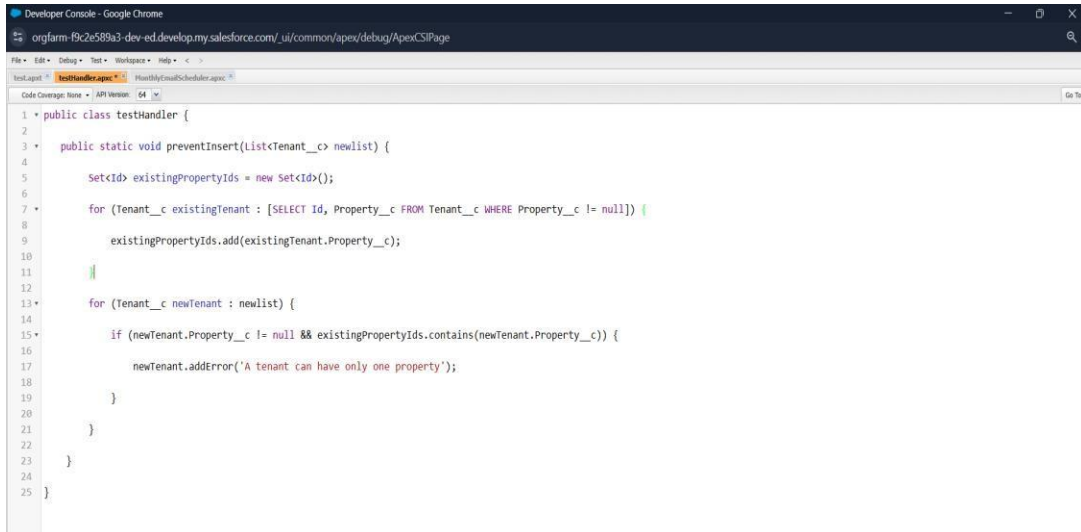 Developer Console - Google Chrome
orgfarm-f9c2e589a3-dev-ed.develop.my.salesforce.com/_ui/common/apex/debug/ApexCSIPage
File Edit Debug Test Workspace Help < >
test.apxt testHandler.apxc * MonthlyEmailScheduler.apxc
Code Coverage: None API Version: 64 Go To
1 public class testHandler {
2
3 public static void preventInsert(List<Tenant__c> newlist) {
4
5 Set<Id> existingPropertyIds = new Set<Id>();
6
7 for (Tenant__c existingTenant : [SELECT Id, Property__c FROM Tenant__c WHERE Property__c != null]) {
8
9 existingPropertyIds.add(existingTenant.Property__c);
10
11 }
12
13 for (Tenant__c newTenant : newlist) {
14
15 if (newTenant.Property__c != null && existingPropertyIds.contains(newTenant.Property__c)) {
16
17 newTenant.addError('A tenant can have only one property');
18
19 }
20
21 }
22
23 }
24
25 }